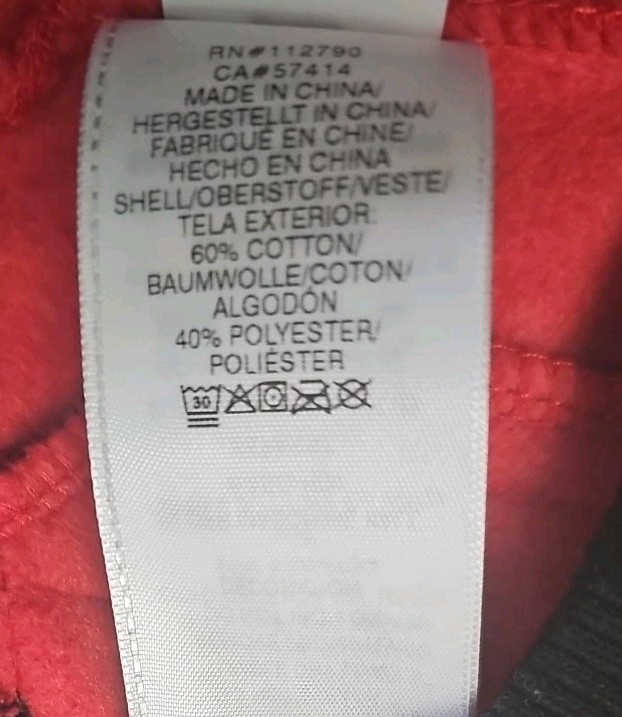 RN#112790
CA#57414
MADE IN CHINA/
HERGESTELLT IN CHINA/
FABRIQUÉ EN CHINE/
HECHO EN CHINA
SHELL/OBERSTOFF/VESTE/
TELA EXTERIOR:
60% COTTON/
BAUMWOLLE/COTON/
ALGODÓN
40% POLYESTER/
POLIÉSTER
30